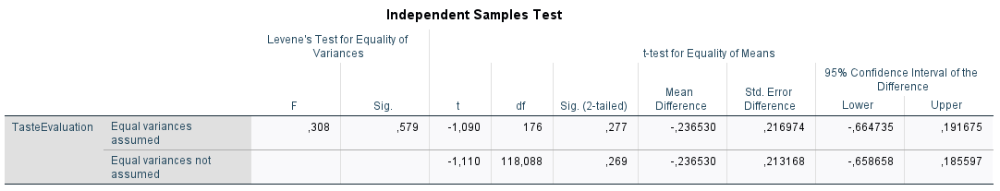 Independent Samples Test
Levene's Test for Equality of
Variances
t-test for Equality of Means
F
Sig.
t
df
Sig. (2-tailed)
Mean
Difference
Std. Error
Difference
95% Confidence Interval of the
Difference
Lower
Upper
TasteEvaluation
Equal variances
assumed
,308
,579
-1,090
176
,277
-,236530
,216974
-,664735
,191675
Equal variances not
assumed
-1,110
118,088
,269
-,236530
,213168
-,658658
,185597